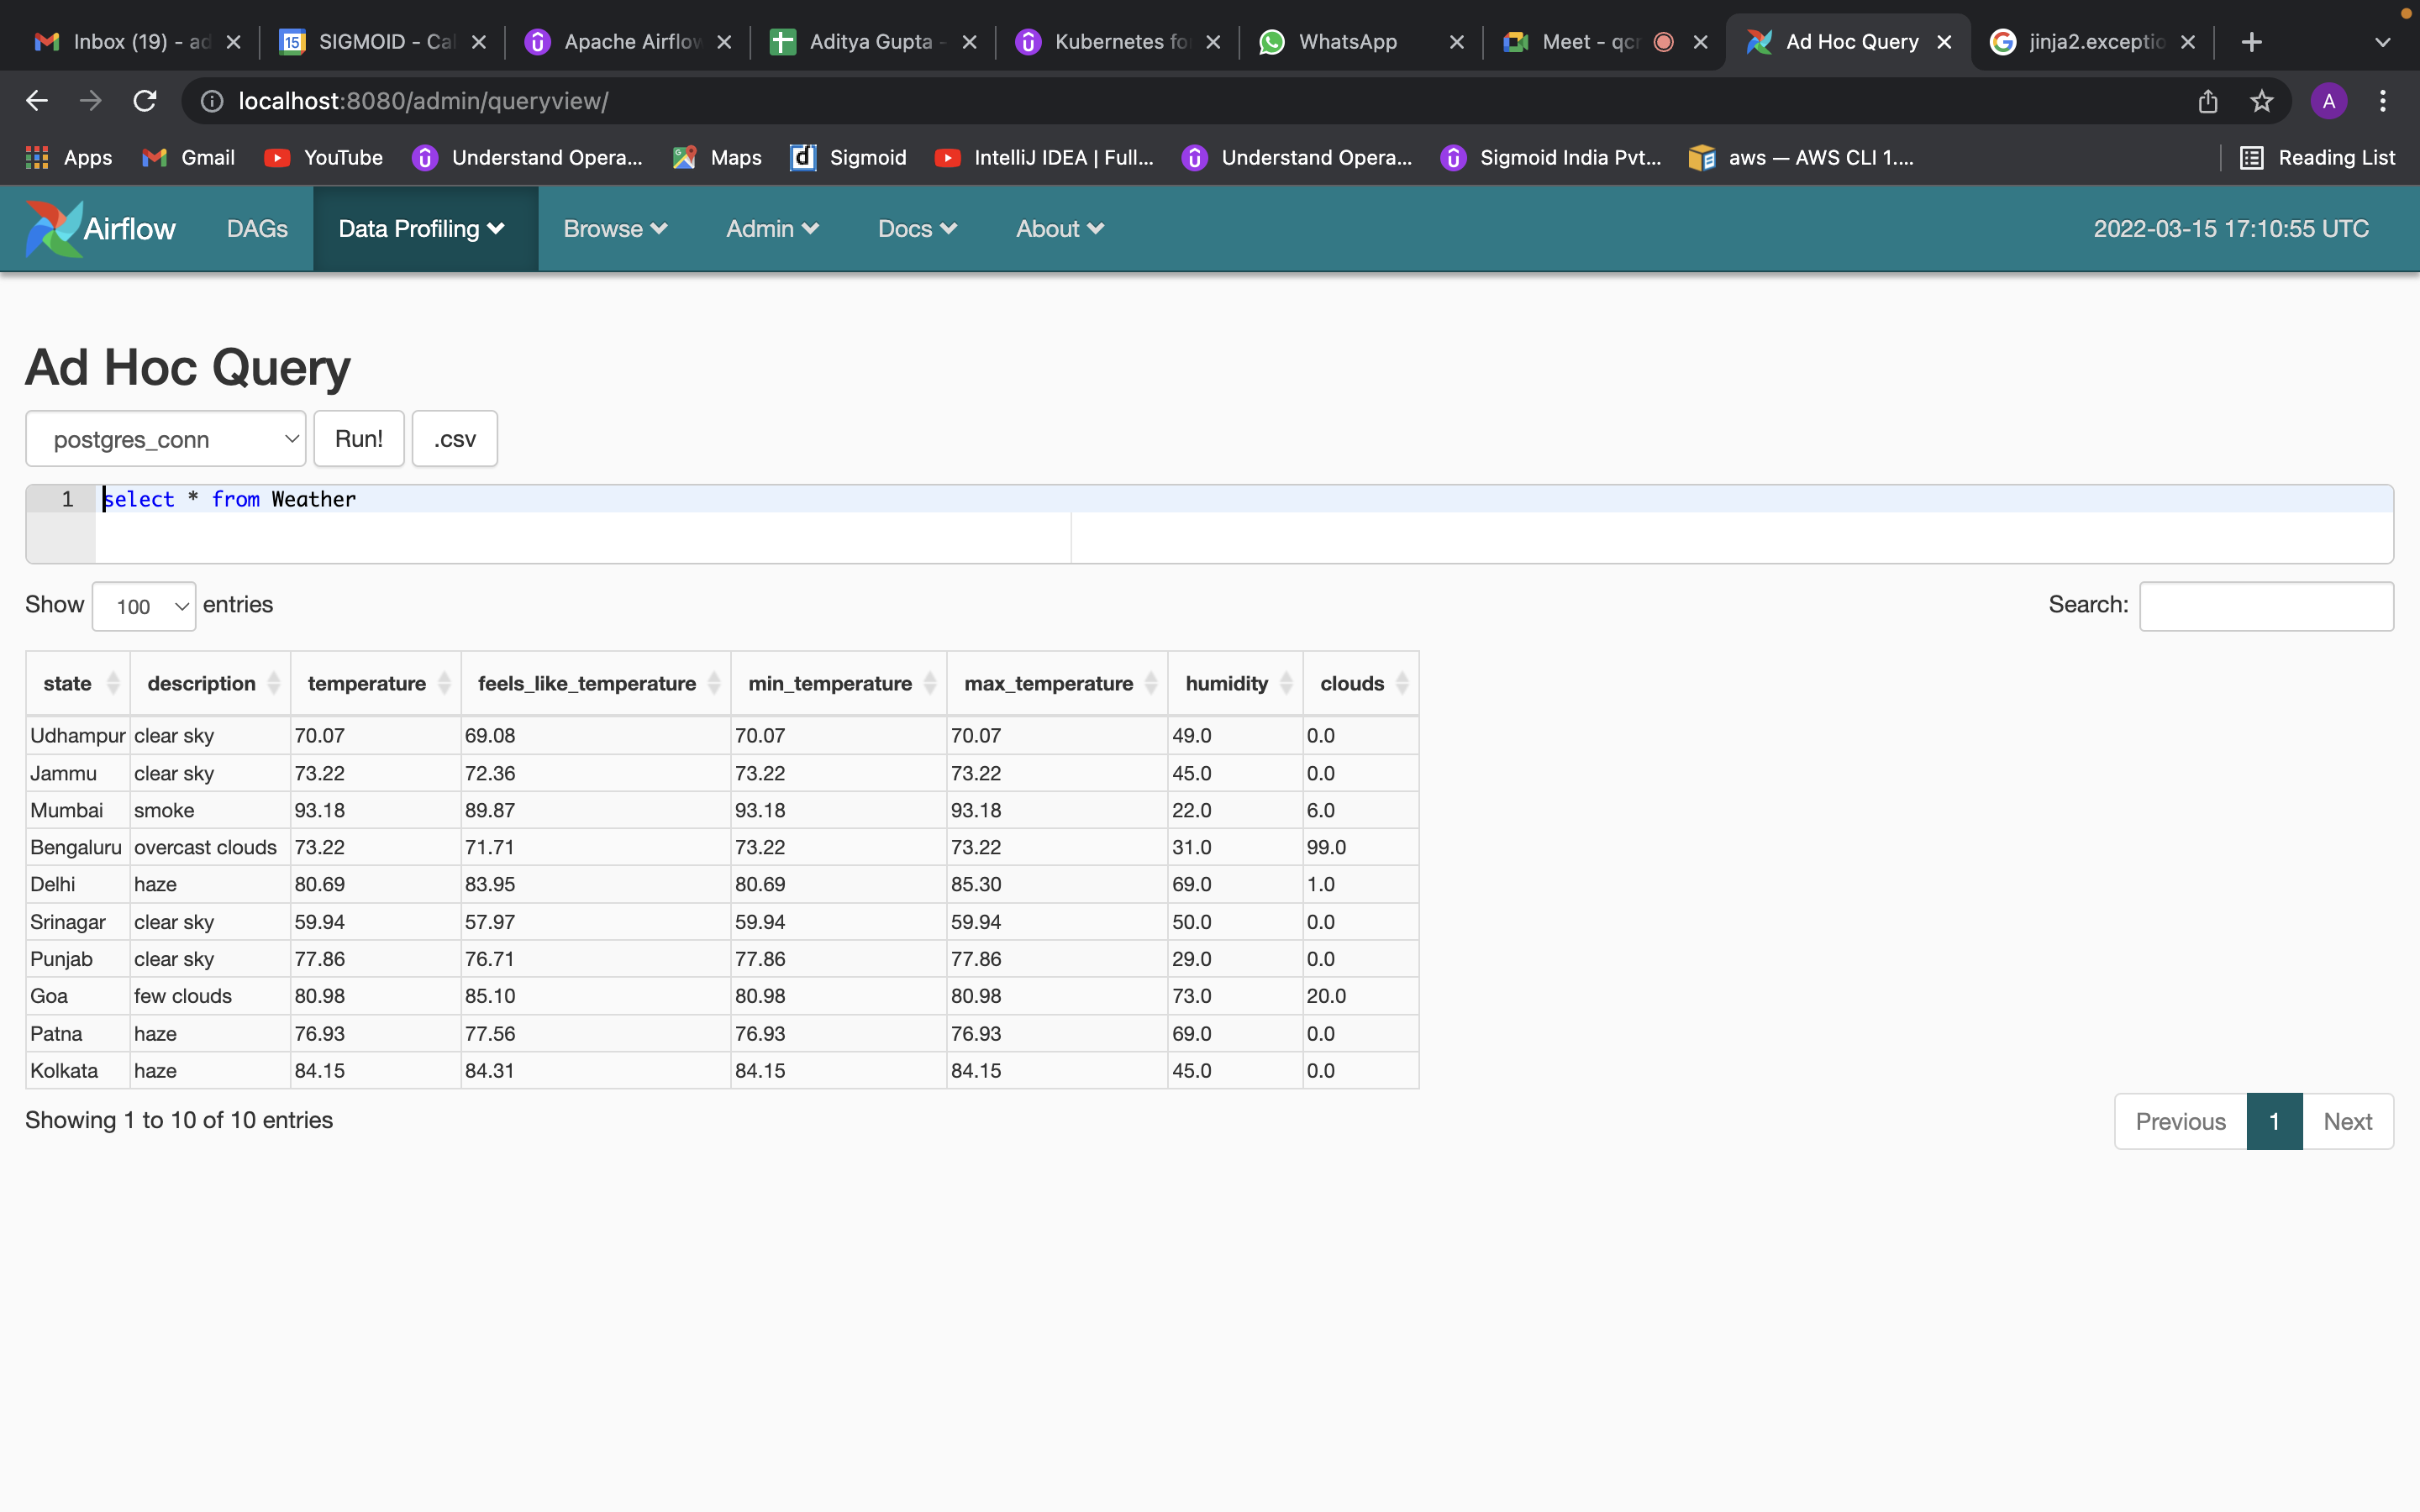 Inbox (19) - ad SIGMOID - Cal Apache Airflow Aditya Gupta - Kubernetes fo WhatsApp Meet - qcr Ad Hoc Query jinja2.exceptio
localhost:8080/admin/queryview/ A
Apps Gmail YouTube Understand Opera... Maps Sigmoid IntelliJ IDEA | Full... Understand Opera... Sigmoid India Pvt... aws — AWS CLI 1.... Reading List
Airflow DAGs Data Profiling Browse Admin Docs About 2022-03-15 17:10:55 UTC
Ad Hoc Query
postgres_conn Run! .csv
1 select * from Weather
Show 100 entries Search:
state description temperature feels_like_temperature min_temperature max_temperature humidity clouds
Udhampur clear sky 70.07 69.08 70.07 70.07 49.0 0.0
Jammu clear sky 73.22 72.36 73.22 73.22 45.0 0.0
Mumbai smoke 93.18 89.87 93.18 93.18 22.0 6.0
Bengaluru overcast clouds 73.22 71.71 73.22 73.22 31.0 99.0
Delhi haze 80.69 83.95 80.69 85.30 69.0 1.0
Srinagar clear sky 59.94 57.97 59.94 59.94 50.0 0.0
Punjab clear sky 77.86 76.71 77.86 77.86 29.0 0.0
Goa few clouds 80.98 85.10 80.98 80.98 73.0 20.0
Patna haze 76.93 77.56 76.93 76.93 69.0 0.0
Kolkata haze 84.15 84.31 84.15 84.15 45.0 0.0
Showing 1 to 10 of 10 entries Previous 1 Next